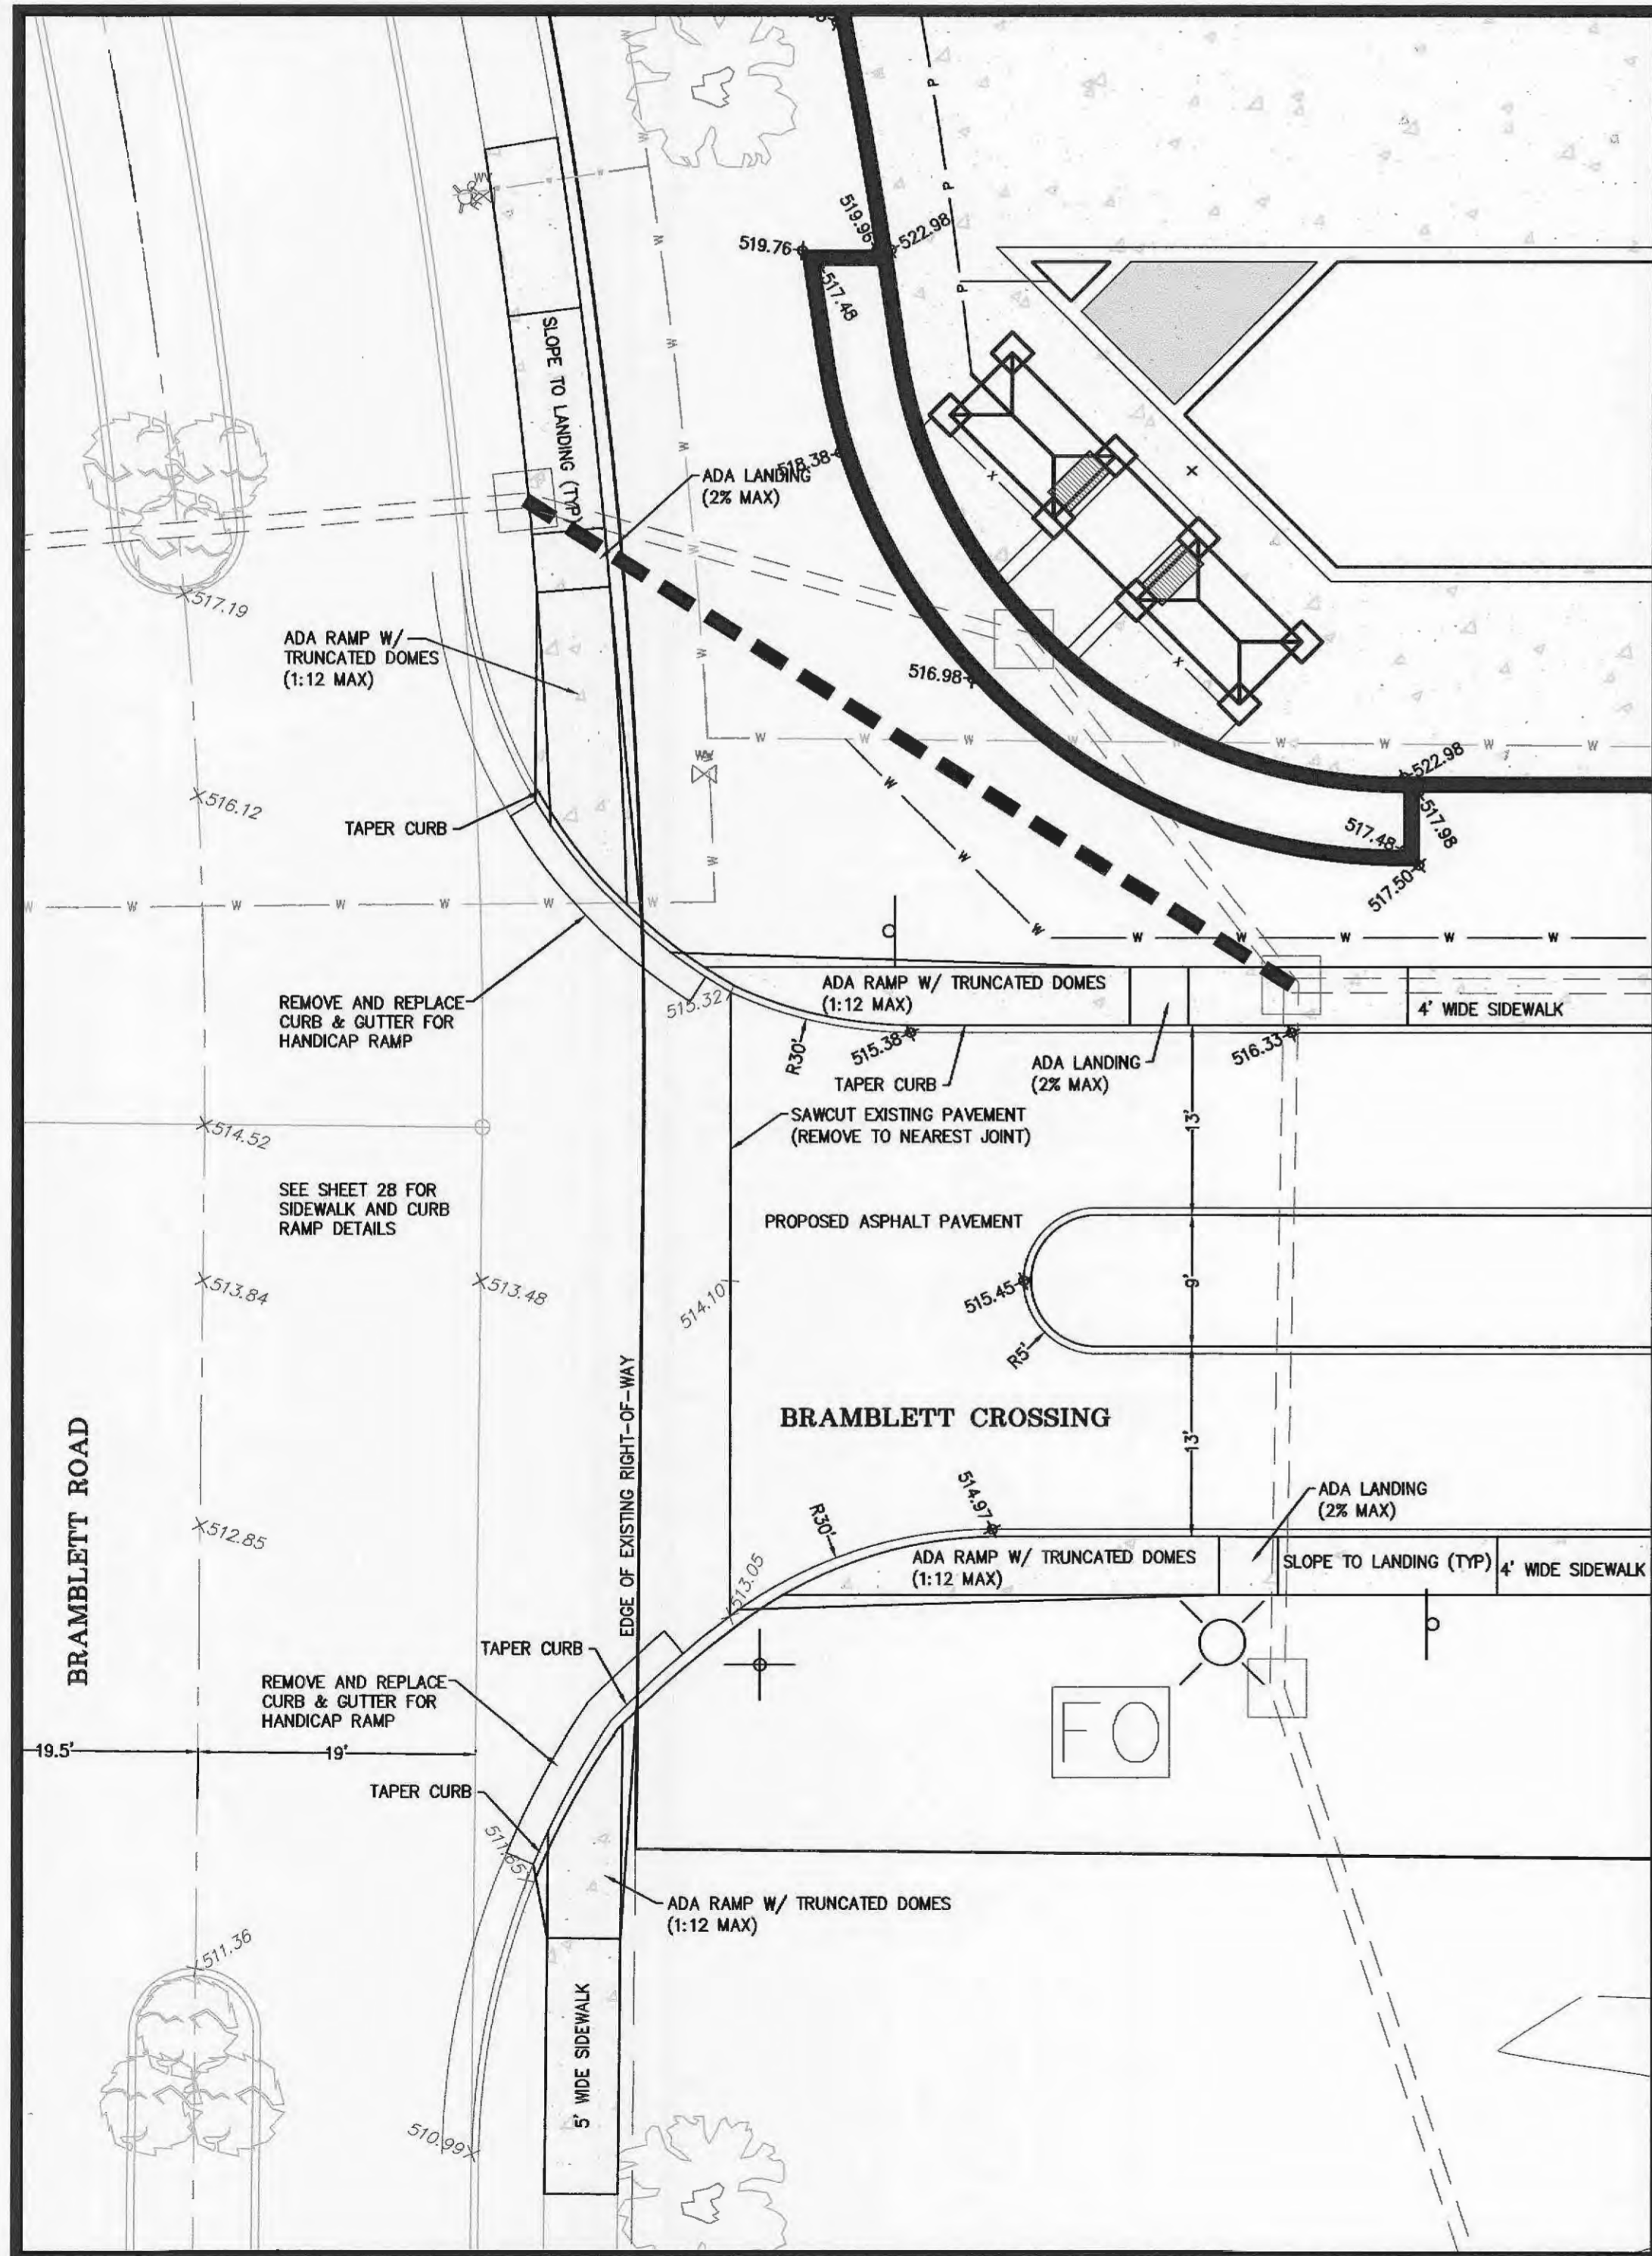 519.96
522.98
519.76
517.48
SLOPE TO LANDING (TYP)
518.38
ADA LANDING
(2% MAX)
517.19
ADA RAMP W/
TRUNCATED DOMES
(1:12 MAX)
516.98
522.98
517.98
516.12
TAPER CURB
517.48
517.50
ADA RAMP W/ TRUNCATED DOMES
(1:12 MAX)
4' WIDE SIDEWALK
REMOVE AND REPLACE
CURB & GUTTER FOR
HANDICAP RAMP
515.32
R30'
515.38
516.33
TAPER CURB
ADA LANDING
(2% MAX)
SAWCUT EXISTING PAVEMENT
(REMOVE TO NEAREST JOINT)
13'
514.52
SEE SHEET 28 FOR
SIDEWALK AND CURB
RAMP DETAILS
PROPOSED ASPHALT PAVEMENT
513.84
513.48
514.10
515.45
9'
R5'
EDGE OF EXISTING RIGHT-OF-WAY
BRAMBLETT CROSSING
13'
BRAMBLETT ROAD
512.85
R30'
514.97
ADA LANDING
(2% MAX)
ADA RAMP W/ TRUNCATED DOMES
(1:12 MAX)
SLOPE TO LANDING (TYP)
4' WIDE SIDEWALK
513.05
TAPER CURB
REMOVE AND REPLACE
CURB & GUTTER FOR
HANDICAP RAMP
FO
19.5'
19'
TAPER CURB
511.65
ADA RAMP W/ TRUNCATED DOMES
(1:12 MAX)
511.36
5' WIDE SIDEWALK
510.99